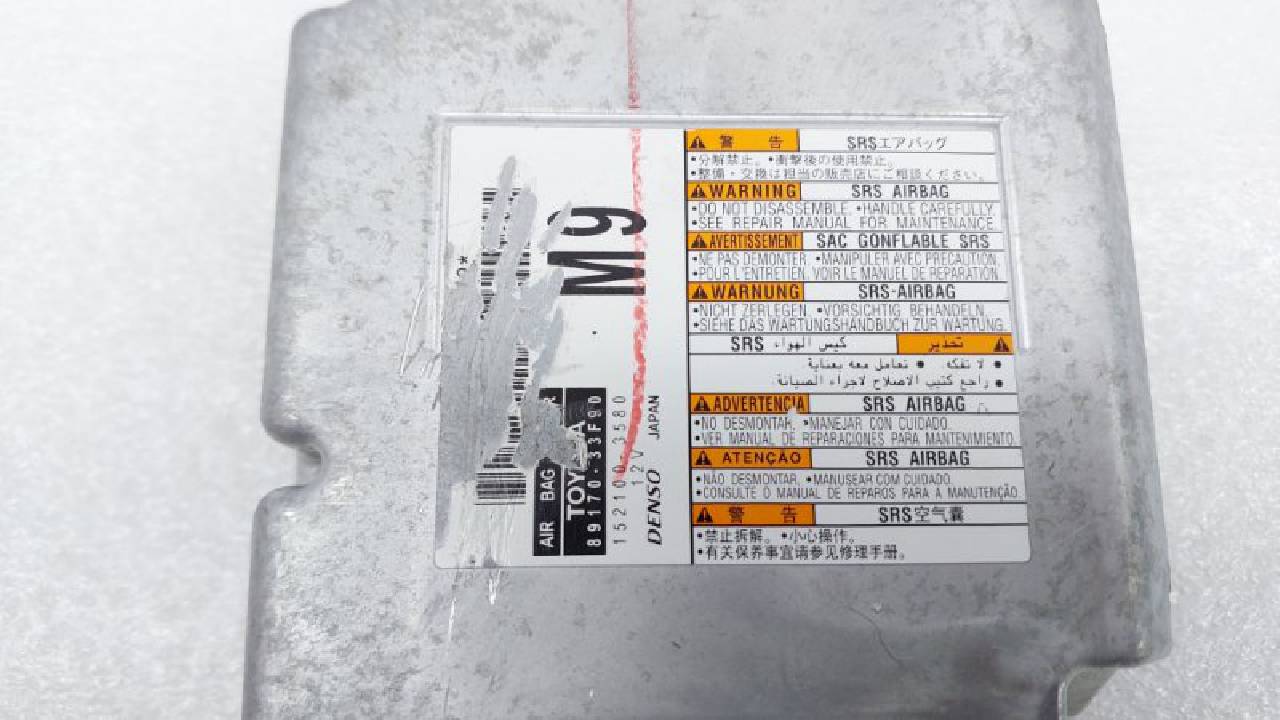 M9
AIR BAG
89170-33F90
152100-3580
12V
DENSO JAPAN
警 告 SRSエアバッグ
•分解禁止。 •衝撃後の使用禁止。
•整備・交換は担当の販売店にご相談ください。
WARNING SRS AIRBAG
•DO NOT DISASSEMBLE. •HANDLE CAREFULLY.
•SEE REPAIR MANUAL FOR MAINTENANCE.
AVERTISSEMENT SAC GONFLABLE SRS
•NE PAS DEMONTER •MANIPULER AVEC PRECAUTION.
•POUR L'ENTRETIEN, VOIR LE MANUEL DE REPARATION.
WARNUNG SRS-AIRBAG
•NICHT ZERLEGEN. •VORSICHTIG BEHANDELN.
•SIEHE DAS WARTUNGSHANDBUCH ZUR WARTUNG.
تحذير كيس الهواء SRS
• لا تفكه. • تعامل معه بعناية
• راجع كتيب الاصلاح لاجراء الصيانة.
ADVERTENCIA SRS AIRBAG
•NO DESMONTAR. •MANEJAR CON CUIDADO.
•VER MANUAL DE REPARACIONES PARA MANTENIMIENTO.
ATENÇÃO SRS AIRBAG
•NÃO DESMONTAR. •MANUSEAR COM CUIDADO.
•CONSULTE O MANUAL DE REPAROS PARA A MANUTENÇÃO.
警 告 SRS空气囊
•禁止拆解。 •小心操作。
•有关保养事宜请参见修理手册。